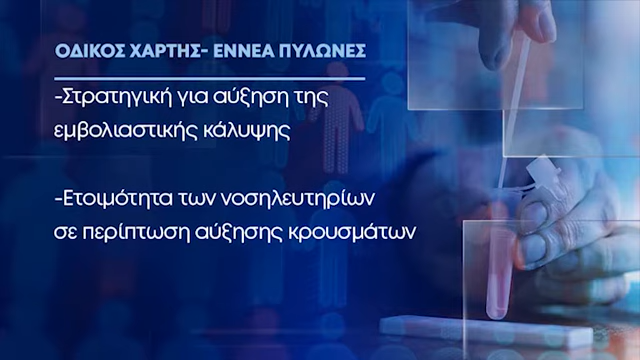 ΟΔΙΚΟΣ ΧΑΡΤΗΣ- ΕΝΝΕΑ ΠΥΛΩΝΕΣ
-Στρατηγική για αύξηση της
εμβολιαστικής κάλυψης
-Ετοιμότητα των νοσηλευτηρίων
σε περίπτωση αύξησης κρουσμάτων